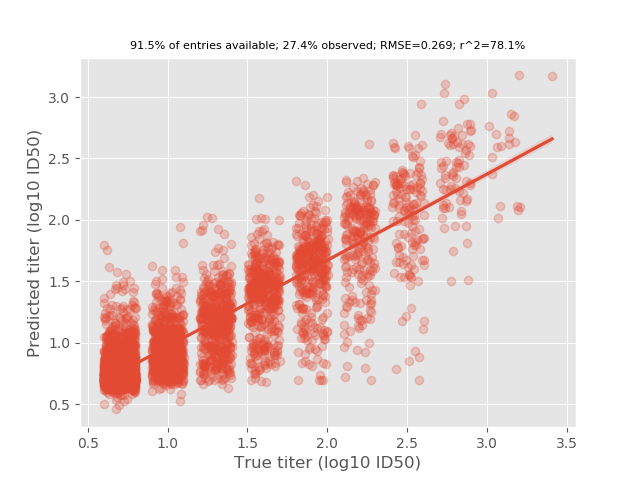 91.5% of entries available; 27.4% observed; RMSE=0.269; r^2=78.1%
Predicted titer (log10 ID50)
3.0
2.5
2.0
1.5
1.0
0.5
0.5 1.0 1.5 2.0 2.5 3.0 3.5
True titer (log10 ID50)